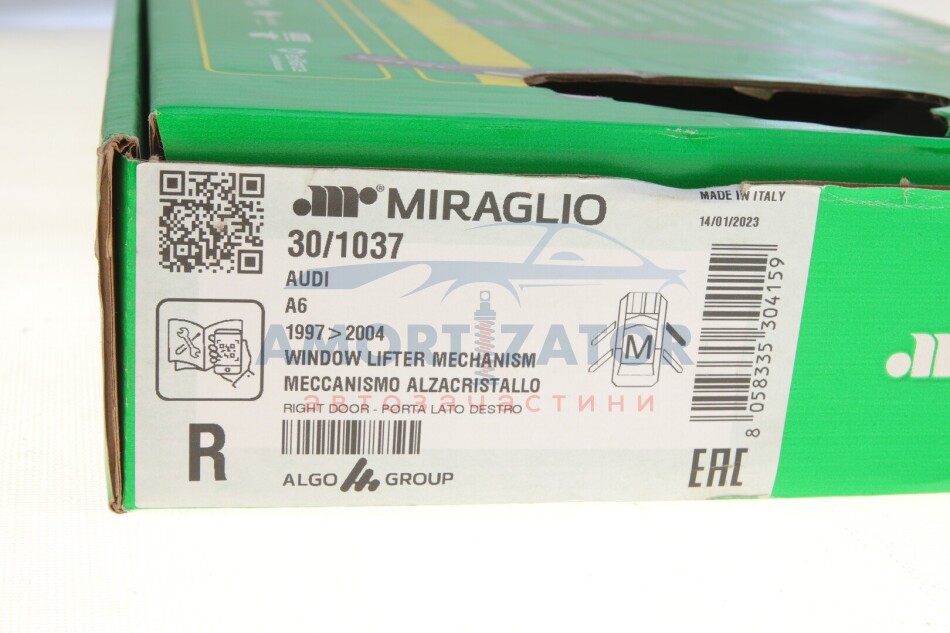 MIRAGLIO
MADE IN ITALY
14/01/2023
30/1037
AUDI
A6
1997 > 2004
WINDOW LIFTER MECHANISM
MECCANISMO ALZACRISTALLO
RIGHT DOOR - PORTA LATO DESTRO
M
R
ALGO GROUP
8 058335 304159
EAC
AMORTIZATOR
автозапчастини